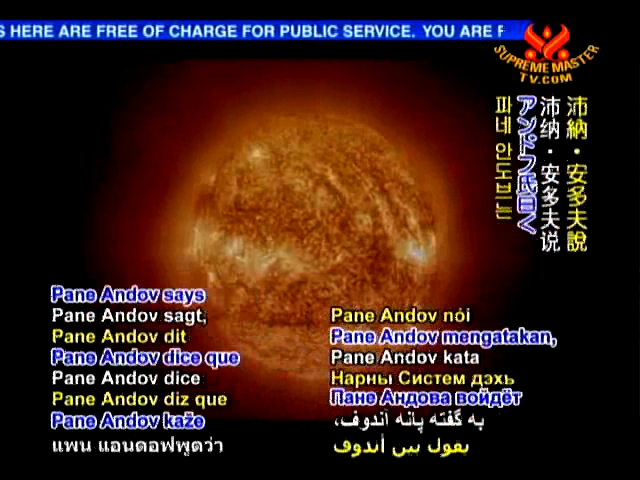 S HERE ARE FREE OF CHARGE FOR PUBLIC SERVICE. YOU ARE F
SUPREME MASTER
TV.COM
沛納·安多夫說
沛纳·安多夫说
アンドフ氏曰く
파네 안도브는
Pane Andov says
Pane Andov sagt,
Pane Andov dit
Pane Andov dice que
Pane Andov dice
Pane Andov diz que
Pane Andov kaže
แพน แอนดอฟพูดว่า
Pane Andov nói
Pane Andov mengatakan,
Pane Andov kata
Нарны Систем дэхь
Пане Андова войдёт
به گفته پانه آندوف،
يقول بين أندوف